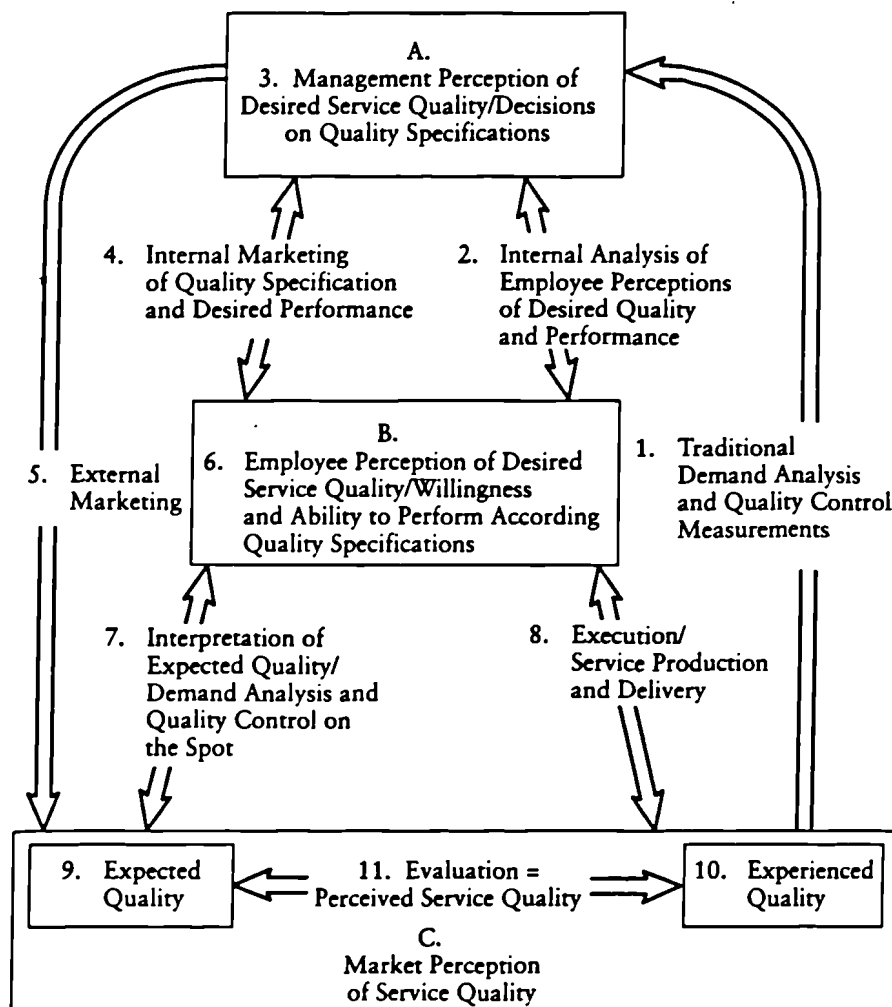 A.
3. Management Perception of
Desired Service Quality/Decisions
on Quality Specifications
4. Internal Marketing
of Quality Specification
and Desired Performance
2. Internal Analysis of
Employee Perceptions
of Desired Quality
and Performance
B.
6. Employee Perception of Desired
Service Quality/Willingness
and Ability to Perform According
Quality Specifications
5. External
Marketing
1. Traditional
Demand Analysis
and Quality Control
Measurements
7. Interpretation of
Expected Quality/
Demand Analysis and
Quality Control on
the Spot
8. Execution/
Service Production
and Delivery
9. Expected
Quality
11. Evaluation =
Perceived Service Quality
10. Experienced
Quality
C.
Market Perception
of Service Quality